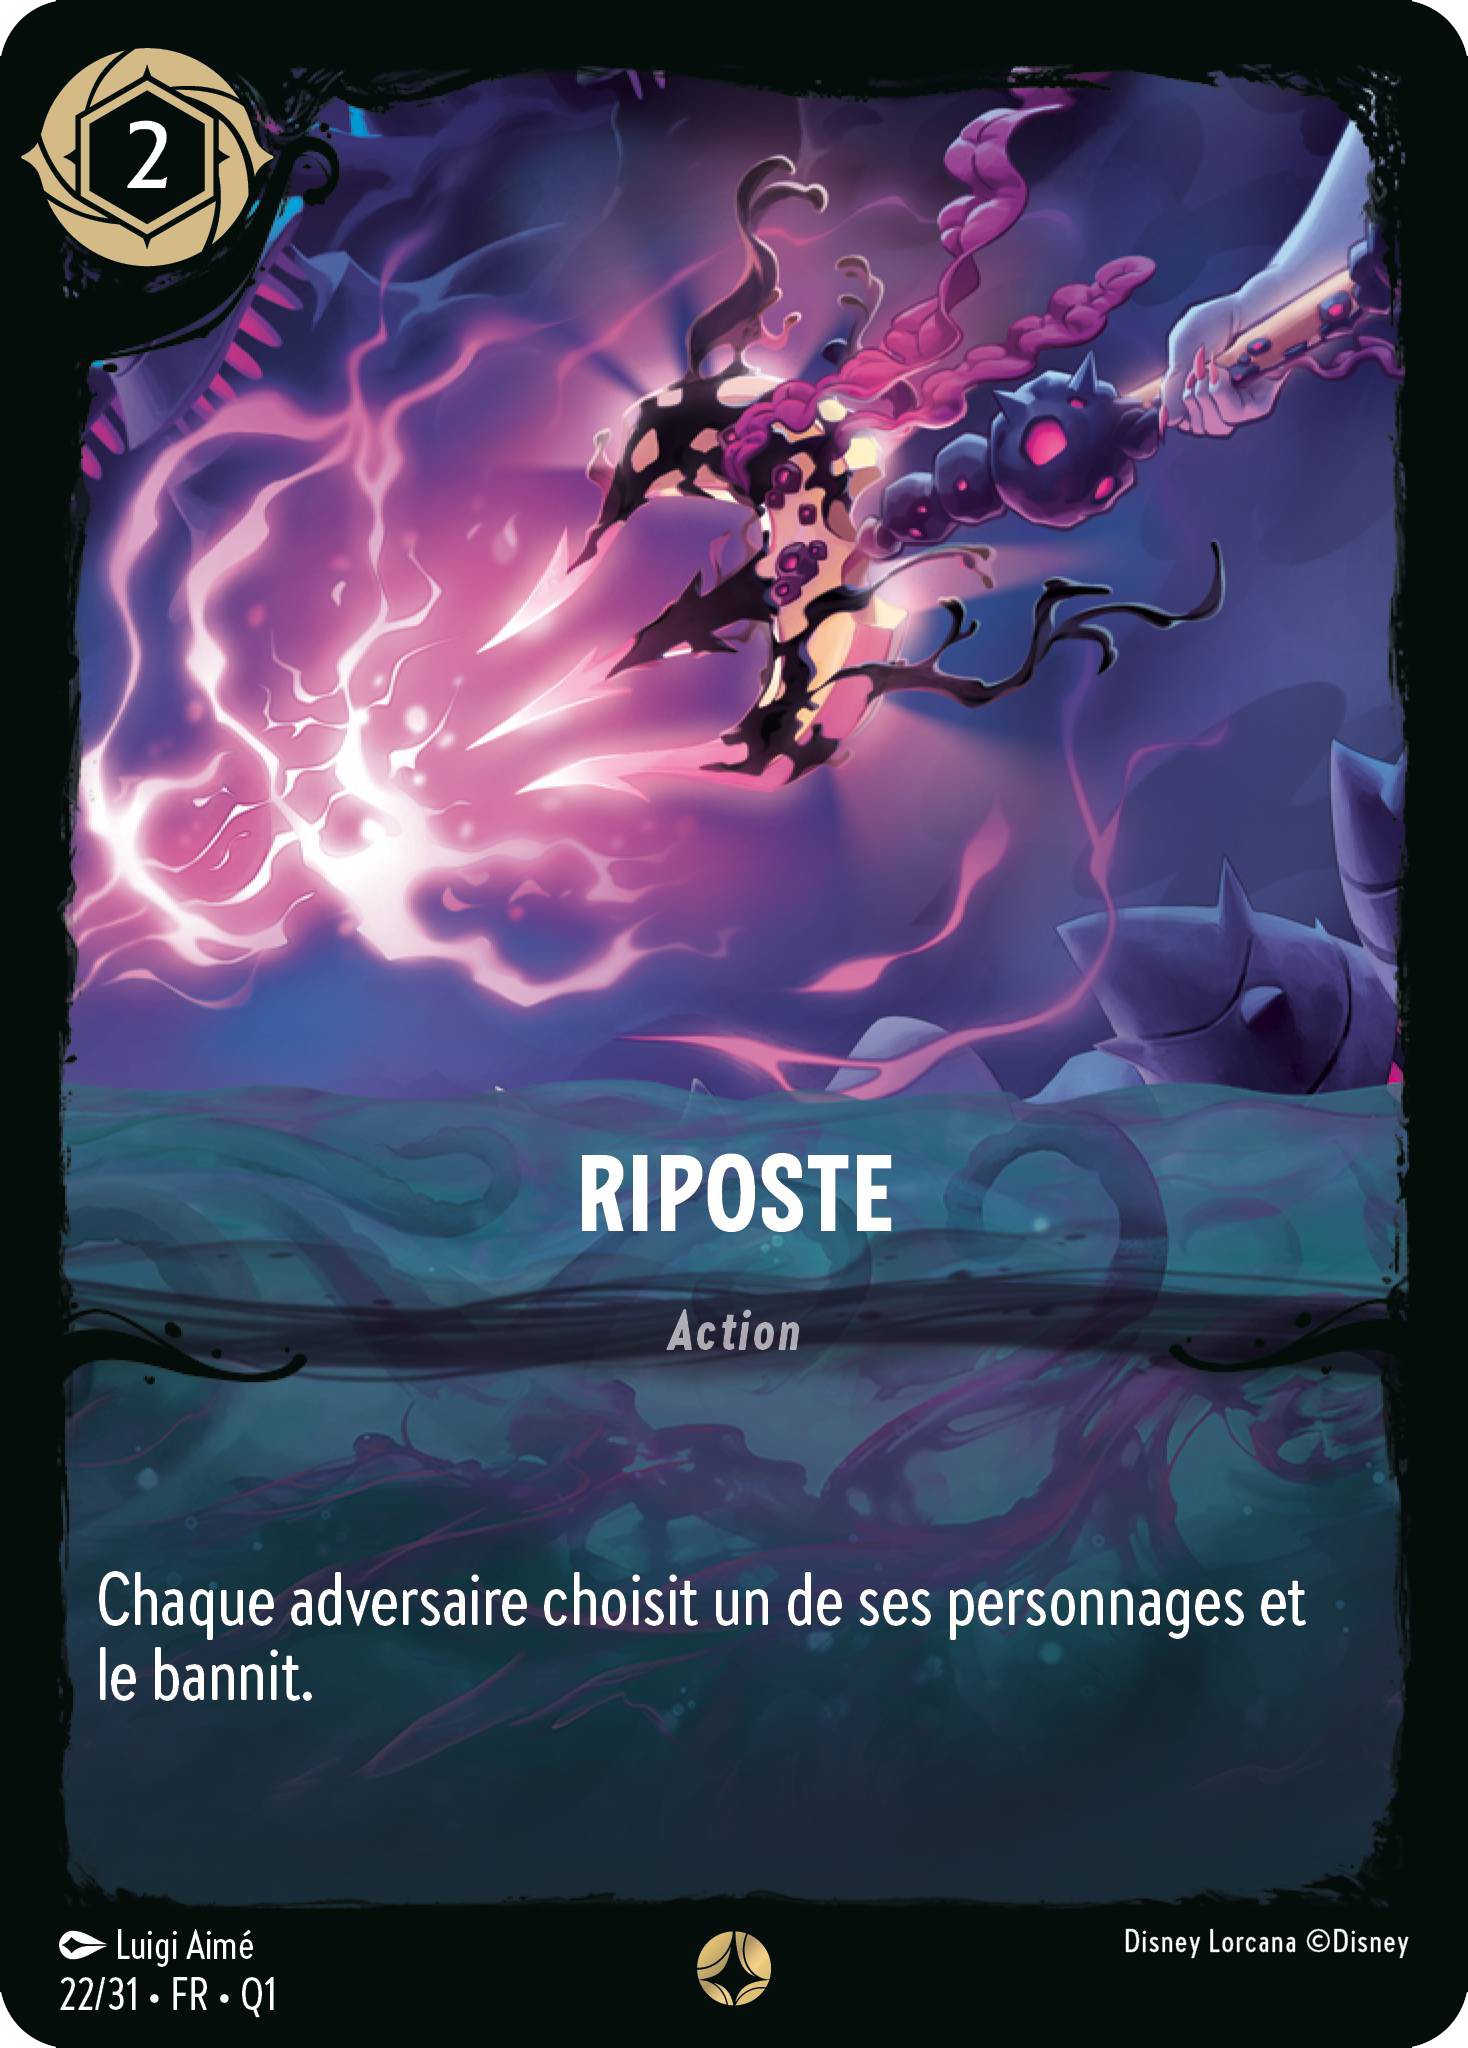 2
RIPOSTE
Action
Chaque adversaire choisit un de ses personnages et
le bannit.
Luigi Aimé
Disney Lorcana ©Disney
22/31 • FR • Q1